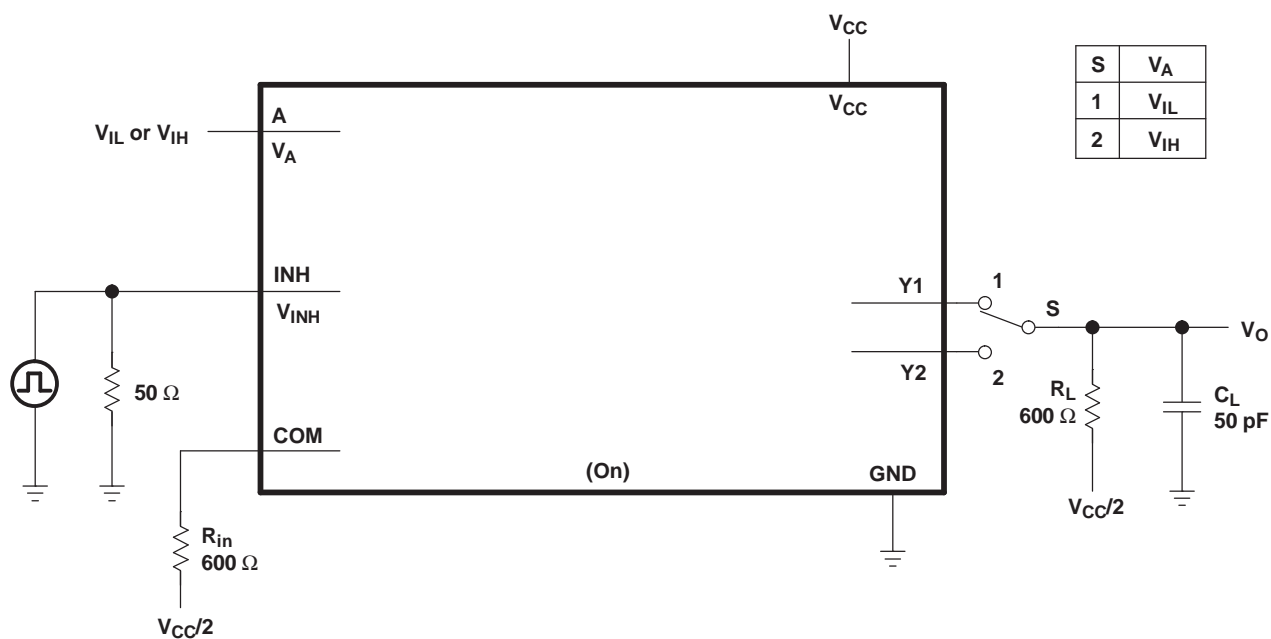 VCC
S VA
1 VIL
2 VIH
VCC
A
VIL or VIH
VA
INH
VINH
Y1
1
S
VO
Y2
2
50 Ω
RL
600 Ω
CL
50 pF
COM
(On)
GND
VCC/2
Rin
600 Ω
VCC/2